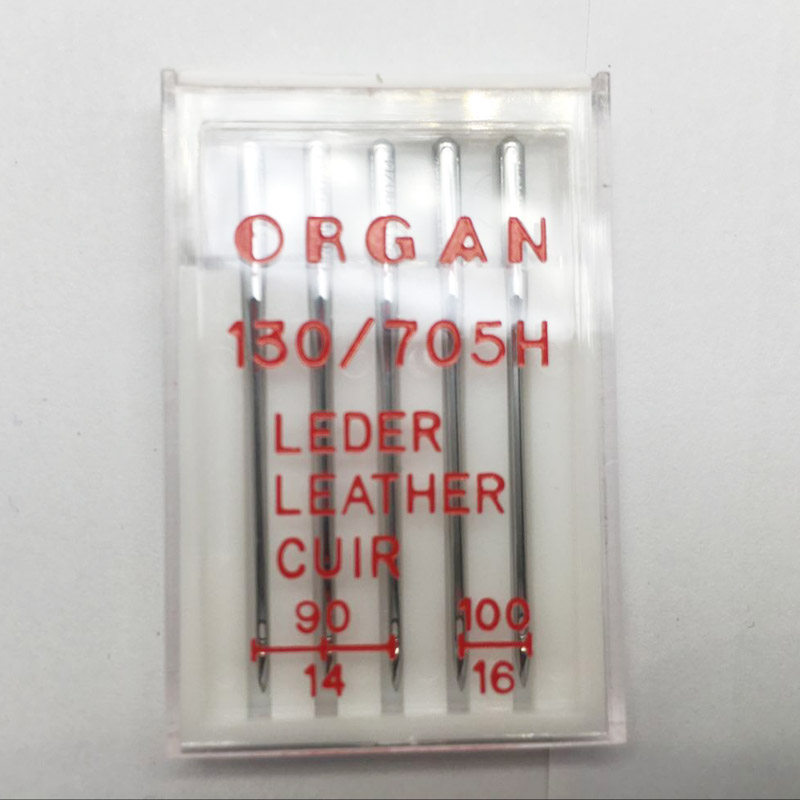 ORGAN
130/705H
LEDER
LEATHER
CUIR
90 100
14 16